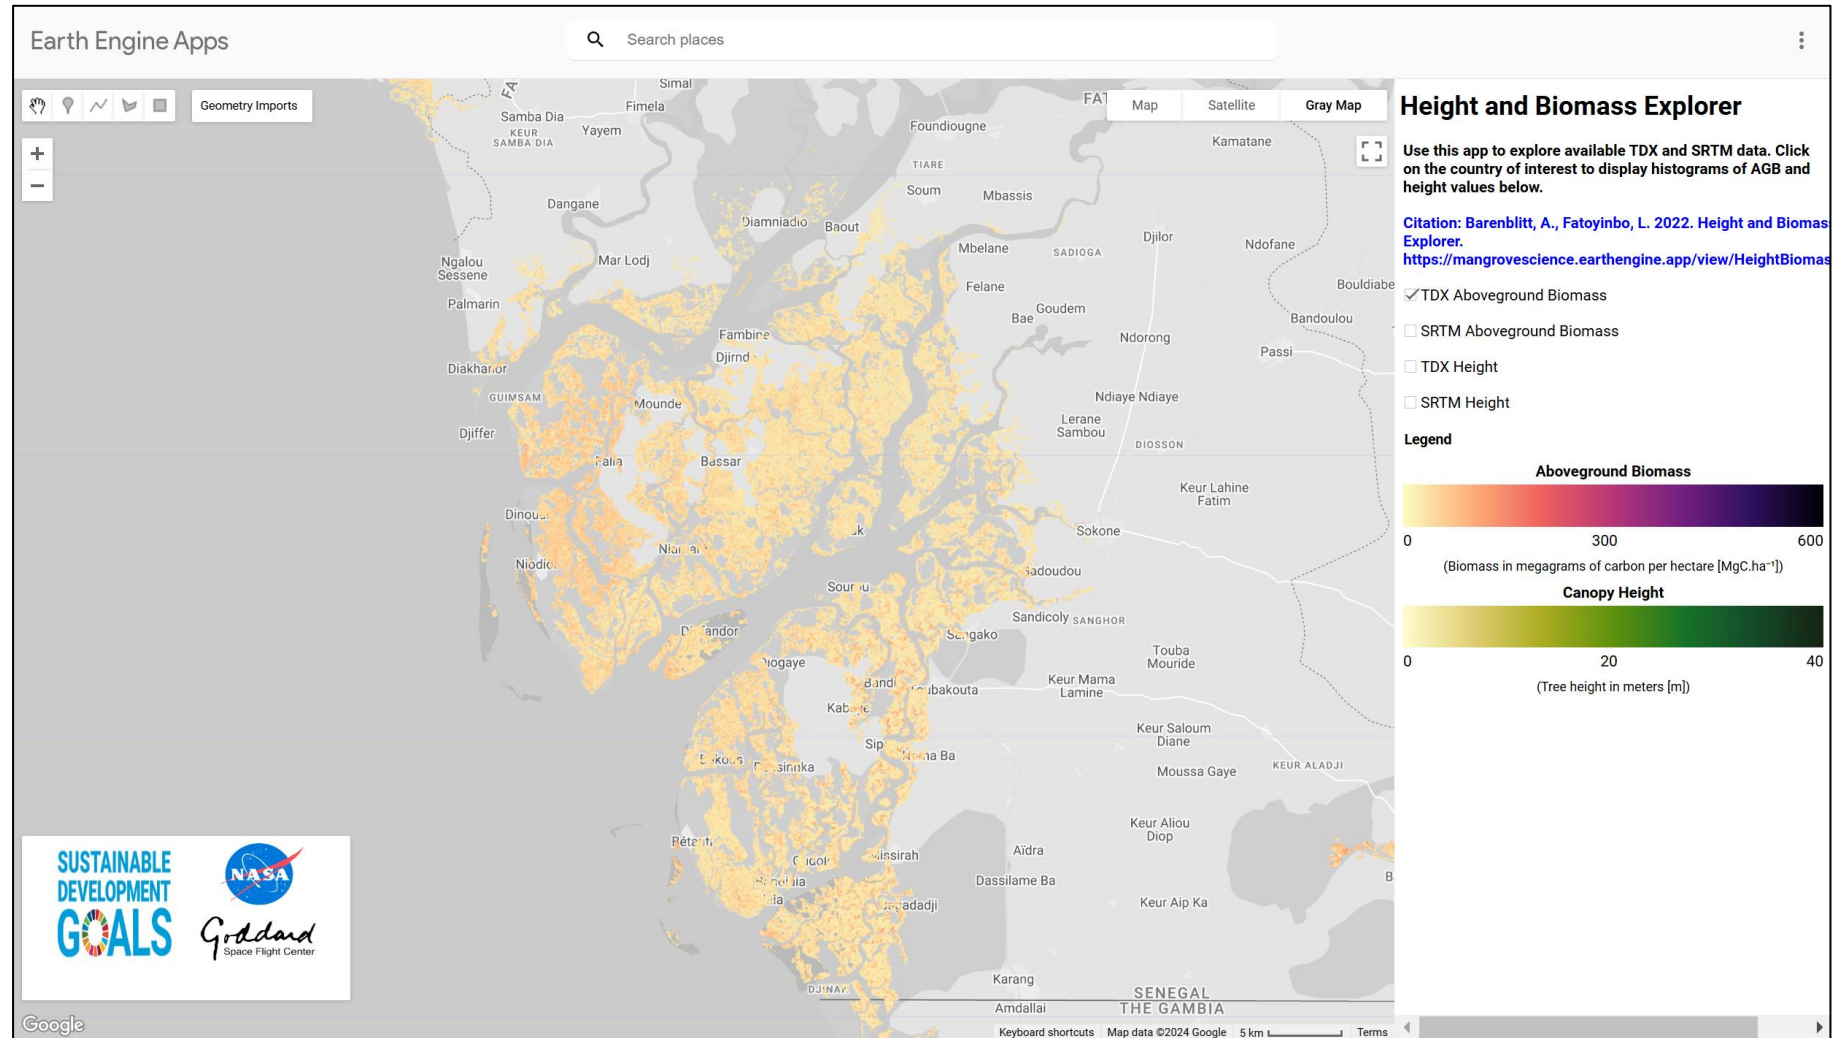 Earth Engine Apps
Search places
Geometry Imports
Map
Satellite
Gray Map
+
−
Simal
Samba Dia
Fimela
KEUR
SAMBA DIA
Yayem
Foundiougne
Kamatane
TIARE
Soum
Mbassis
Dangane
Diamniadio
Baout
Djilor
Ndofane
Mbelane
SADIOGA
Ngalou
Sessene
Mar Lodj
Felane
Bouldiabe
Palmarin
Goudem
Bae
Bandoulou
Fambine
Ndorong
Djirnd
Passi
Diakhanor
GUIMSAM
Mounde
Ndiaye Ndiaye
Lerane
Sambou
Djiffer
DIOSSON
Falia
Bassar
Keur Lahine
Fatim
Sokone
Niodio
Sadoudou
Sourou
Sandicoly
SANGHOR
Sangako
Touba
Mouride
Keur Mama
Lamine
Keur Saloum
Diane
Sip
Moussa Gaye
KEUR ALADJI
Keur Aliou
Diop
Aïdra
Missirah
Dassilame Ba
Keur Aip Ka
Karang
SENEGAL
THE GAMBIA
Amdallai
SUSTAINABLE
DEVELOPMENT
GOALS
NASA
Goddard
Space Flight Center
Google
Keyboard shortcuts
Map data ©2024 Google
5 km
Terms
Height and Biomass Explorer
Use this app to explore available TDX and SRTM data. Click
on the country of interest to display histograms of AGB and
height values below.
Citation: Barenblitt, A., Fatoyinbo, L. 2022. Height and Biomas
Explorer.
https://mangrovescience.earthengine.app/view/HeightBiomas
TDX Aboveground Biomass
SRTM Aboveground Biomass
TDX Height
SRTM Height
Legend
Aboveground Biomass
0 300 600
(Biomass in megagrams of carbon per hectare [MgC.ha⁻¹])
Canopy Height
0 20 40
(Tree height in meters [m])